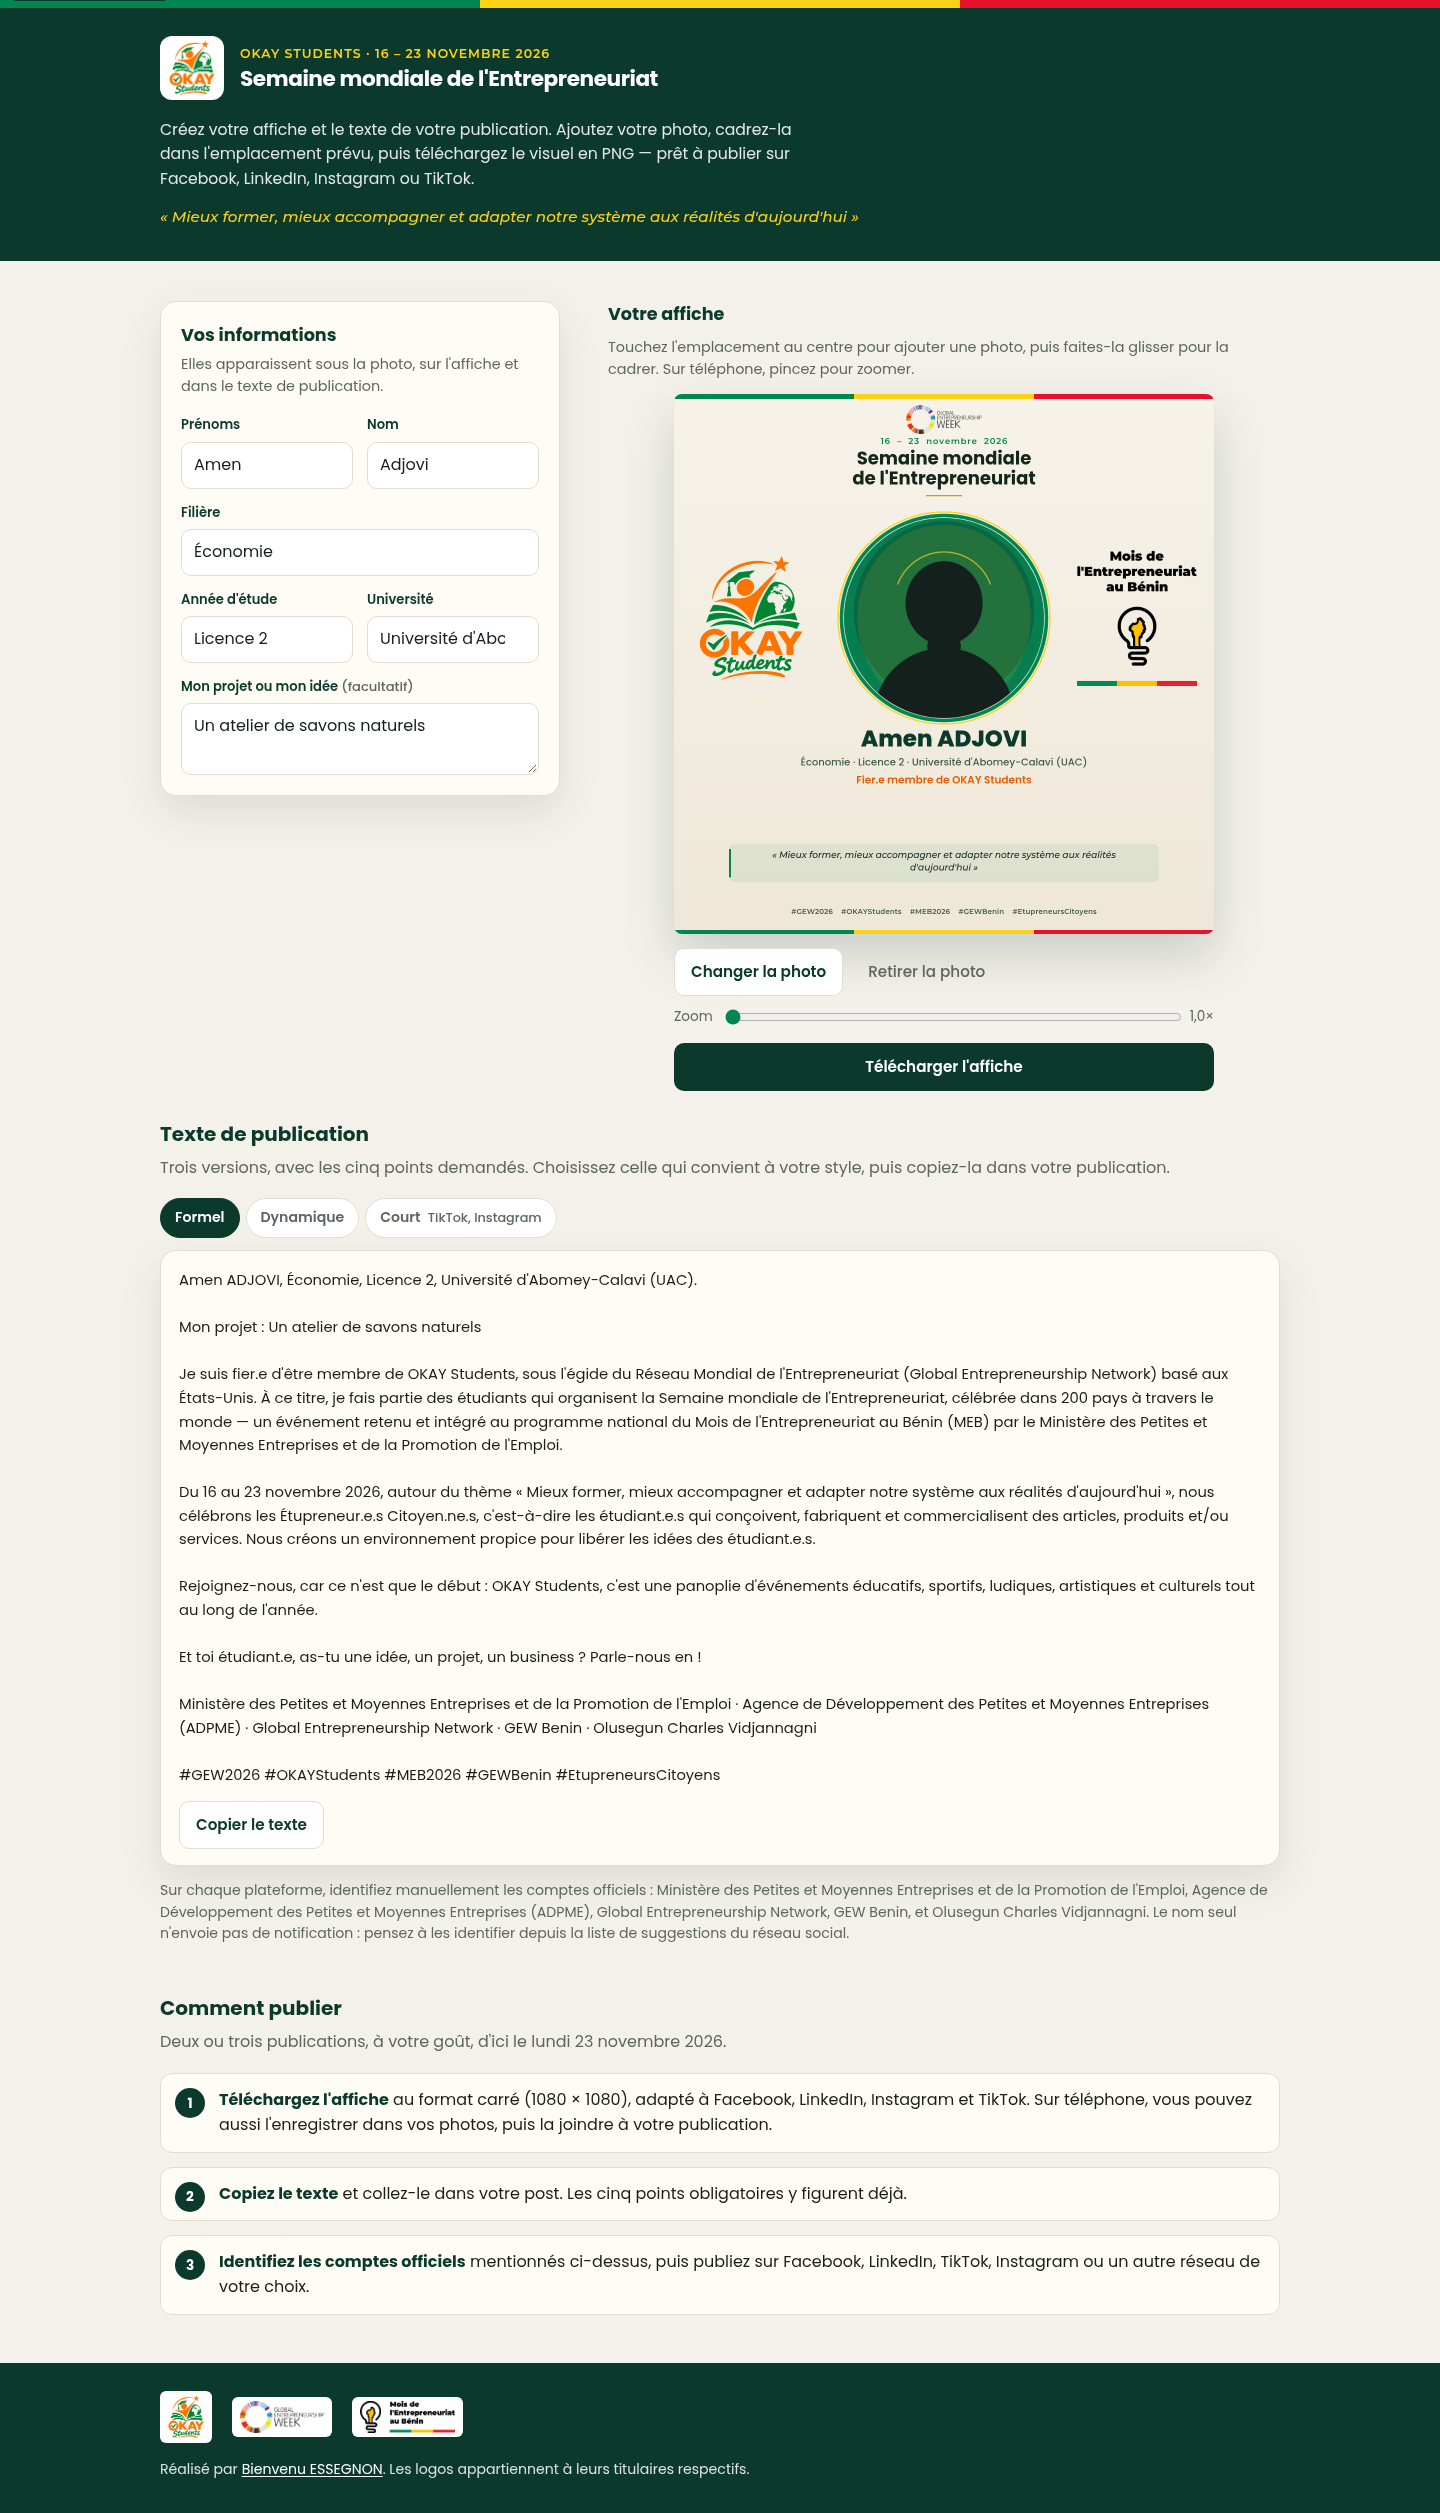 OKAY Students
OKAY STUDENTS · 16 – 23 NOVEMBRE 2026
Semaine mondiale de l'Entrepreneuriat
Créez votre affiche et le texte de votre publication. Ajoutez votre photo, cadrez-la
dans l'emplacement prévu, puis téléchargez le visuel en PNG — prêt à publier sur
Facebook, LinkedIn, Instagram ou TikTok.
« Mieux former, mieux accompagner et adapter notre système aux réalités d'aujourd'hui »
Vos informations
Elles apparaissent sous la photo, sur l'affiche et
dans le texte de publication.
Prénoms
Nom
Amen
Adjovi
Filière
Économie
Année d'étude
Université
Licence 2
Université d'Abc
Mon projet ou mon idée (facultatif)
Un atelier de savons naturels
Votre affiche
Touchez l'emplacement au centre pour ajouter une photo, puis faites-la glisser pour la
cadrer. Sur téléphone, pincez pour zoomer.
GLOBAL
ENTREPRENEURSHIP
WEEK
16 – 23 novembre 2026
Semaine mondiale
de l'Entrepreneuriat
OKAY
Students
Mois de
l'Entrepreneuriat
au Bénin
Amen ADJOVI
Économie · Licence 2 · Université d'Abomey-Calavi (UAC)
Fier.e membre de OKAY Students
« Mieux former, mieux accompagner et adapter notre système aux réalités
d'aujourd'hui »
#GEW2026 #OKAYStudents #MEB2026 #GEWBenin #EtupreneursCitoyens
Changer la photo
Retirer la photo
Zoom
1,0×
Télécharger l'affiche
Texte de publication
Trois versions, avec les cinq points demandés. Choisissez celle qui convient à votre style, puis copiez-la dans votre publication.
Formel
Dynamique
Court TikTok, Instagram
Amen ADJOVI, Économie, Licence 2, Université d'Abomey-Calavi (UAC).
Mon projet : Un atelier de savons naturels
Je suis fier.e d'être membre de OKAY Students, sous l'égide du Réseau Mondial de l'Entrepreneuriat (Global Entrepreneurship Network) basé aux
États-Unis. À ce titre, je fais partie des étudiants qui organisent la Semaine mondiale de l'Entrepreneuriat, célébrée dans 200 pays à travers le
monde — un événement retenu et intégré au programme national du Mois de l'Entrepreneuriat au Bénin (MEB) par le Ministère des Petites et
Moyennes Entreprises et de la Promotion de l'Emploi.
Du 16 au 23 novembre 2026, autour du thème « Mieux former, mieux accompagner et adapter notre système aux réalités d'aujourd'hui », nous
célébrons les Étupreneur.e.s Citoyen.ne.s, c'est-à-dire les étudiant.e.s qui conçoivent, fabriquent et commercialisent des articles, produits et/ou
services. Nous créons un environnement propice pour libérer les idées des étudiant.e.s.
Rejoignez-nous, car ce n'est que le début : OKAY Students, c'est une panoplie d'événements éducatifs, sportifs, ludiques, artistiques et culturels tout
au long de l'année.
Et toi étudiant.e, as-tu une idée, un projet, un business ? Parle-nous en !
Ministère des Petites et Moyennes Entreprises et de la Promotion de l'Emploi · Agence de Développement des Petites et Moyennes Entreprises
(ADPME) · Global Entrepreneurship Network · GEW Benin · Olusegun Charles Vidjannagni
#GEW2026 #OKAYStudents #MEB2026 #GEWBenin #EtupreneursCitoyens
Copier le texte
Sur chaque plateforme, identifiez manuellement les comptes officiels : Ministère des Petites et Moyennes Entreprises et de la Promotion de l'Emploi, Agence de
Développement des Petites et Moyennes Entreprises (ADPME), Global Entrepreneurship Network, GEW Benin, et Olusegun Charles Vidjannagni. Le nom seul
n'envoie pas de notification : pensez à les identifier depuis la liste de suggestions du réseau social.
Comment publier
Deux ou trois publications, à votre goût, d'ici le lundi 23 novembre 2026.
1 Téléchargez l'affiche au format carré (1080 × 1080), adapté à Facebook, LinkedIn, Instagram et TikTok. Sur téléphone, vous pouvez
aussi l'enregistrer dans vos photos, puis la joindre à votre publication.
2 Copiez le texte et collez-le dans votre post. Les cinq points obligatoires y figurent déjà.
3 Identifiez les comptes officiels mentionnés ci-dessus, puis publiez sur Facebook, LinkedIn, TikTok, Instagram ou un autre réseau de
votre choix.
OKAY Students
GLOBAL
ENTREPRENEURSHIP
WEEK
Mois de
l'Entrepreneuriat
au Bénin
Réalisé par Bienvenu ESSEGNON. Les logos appartiennent à leurs titulaires respectifs.